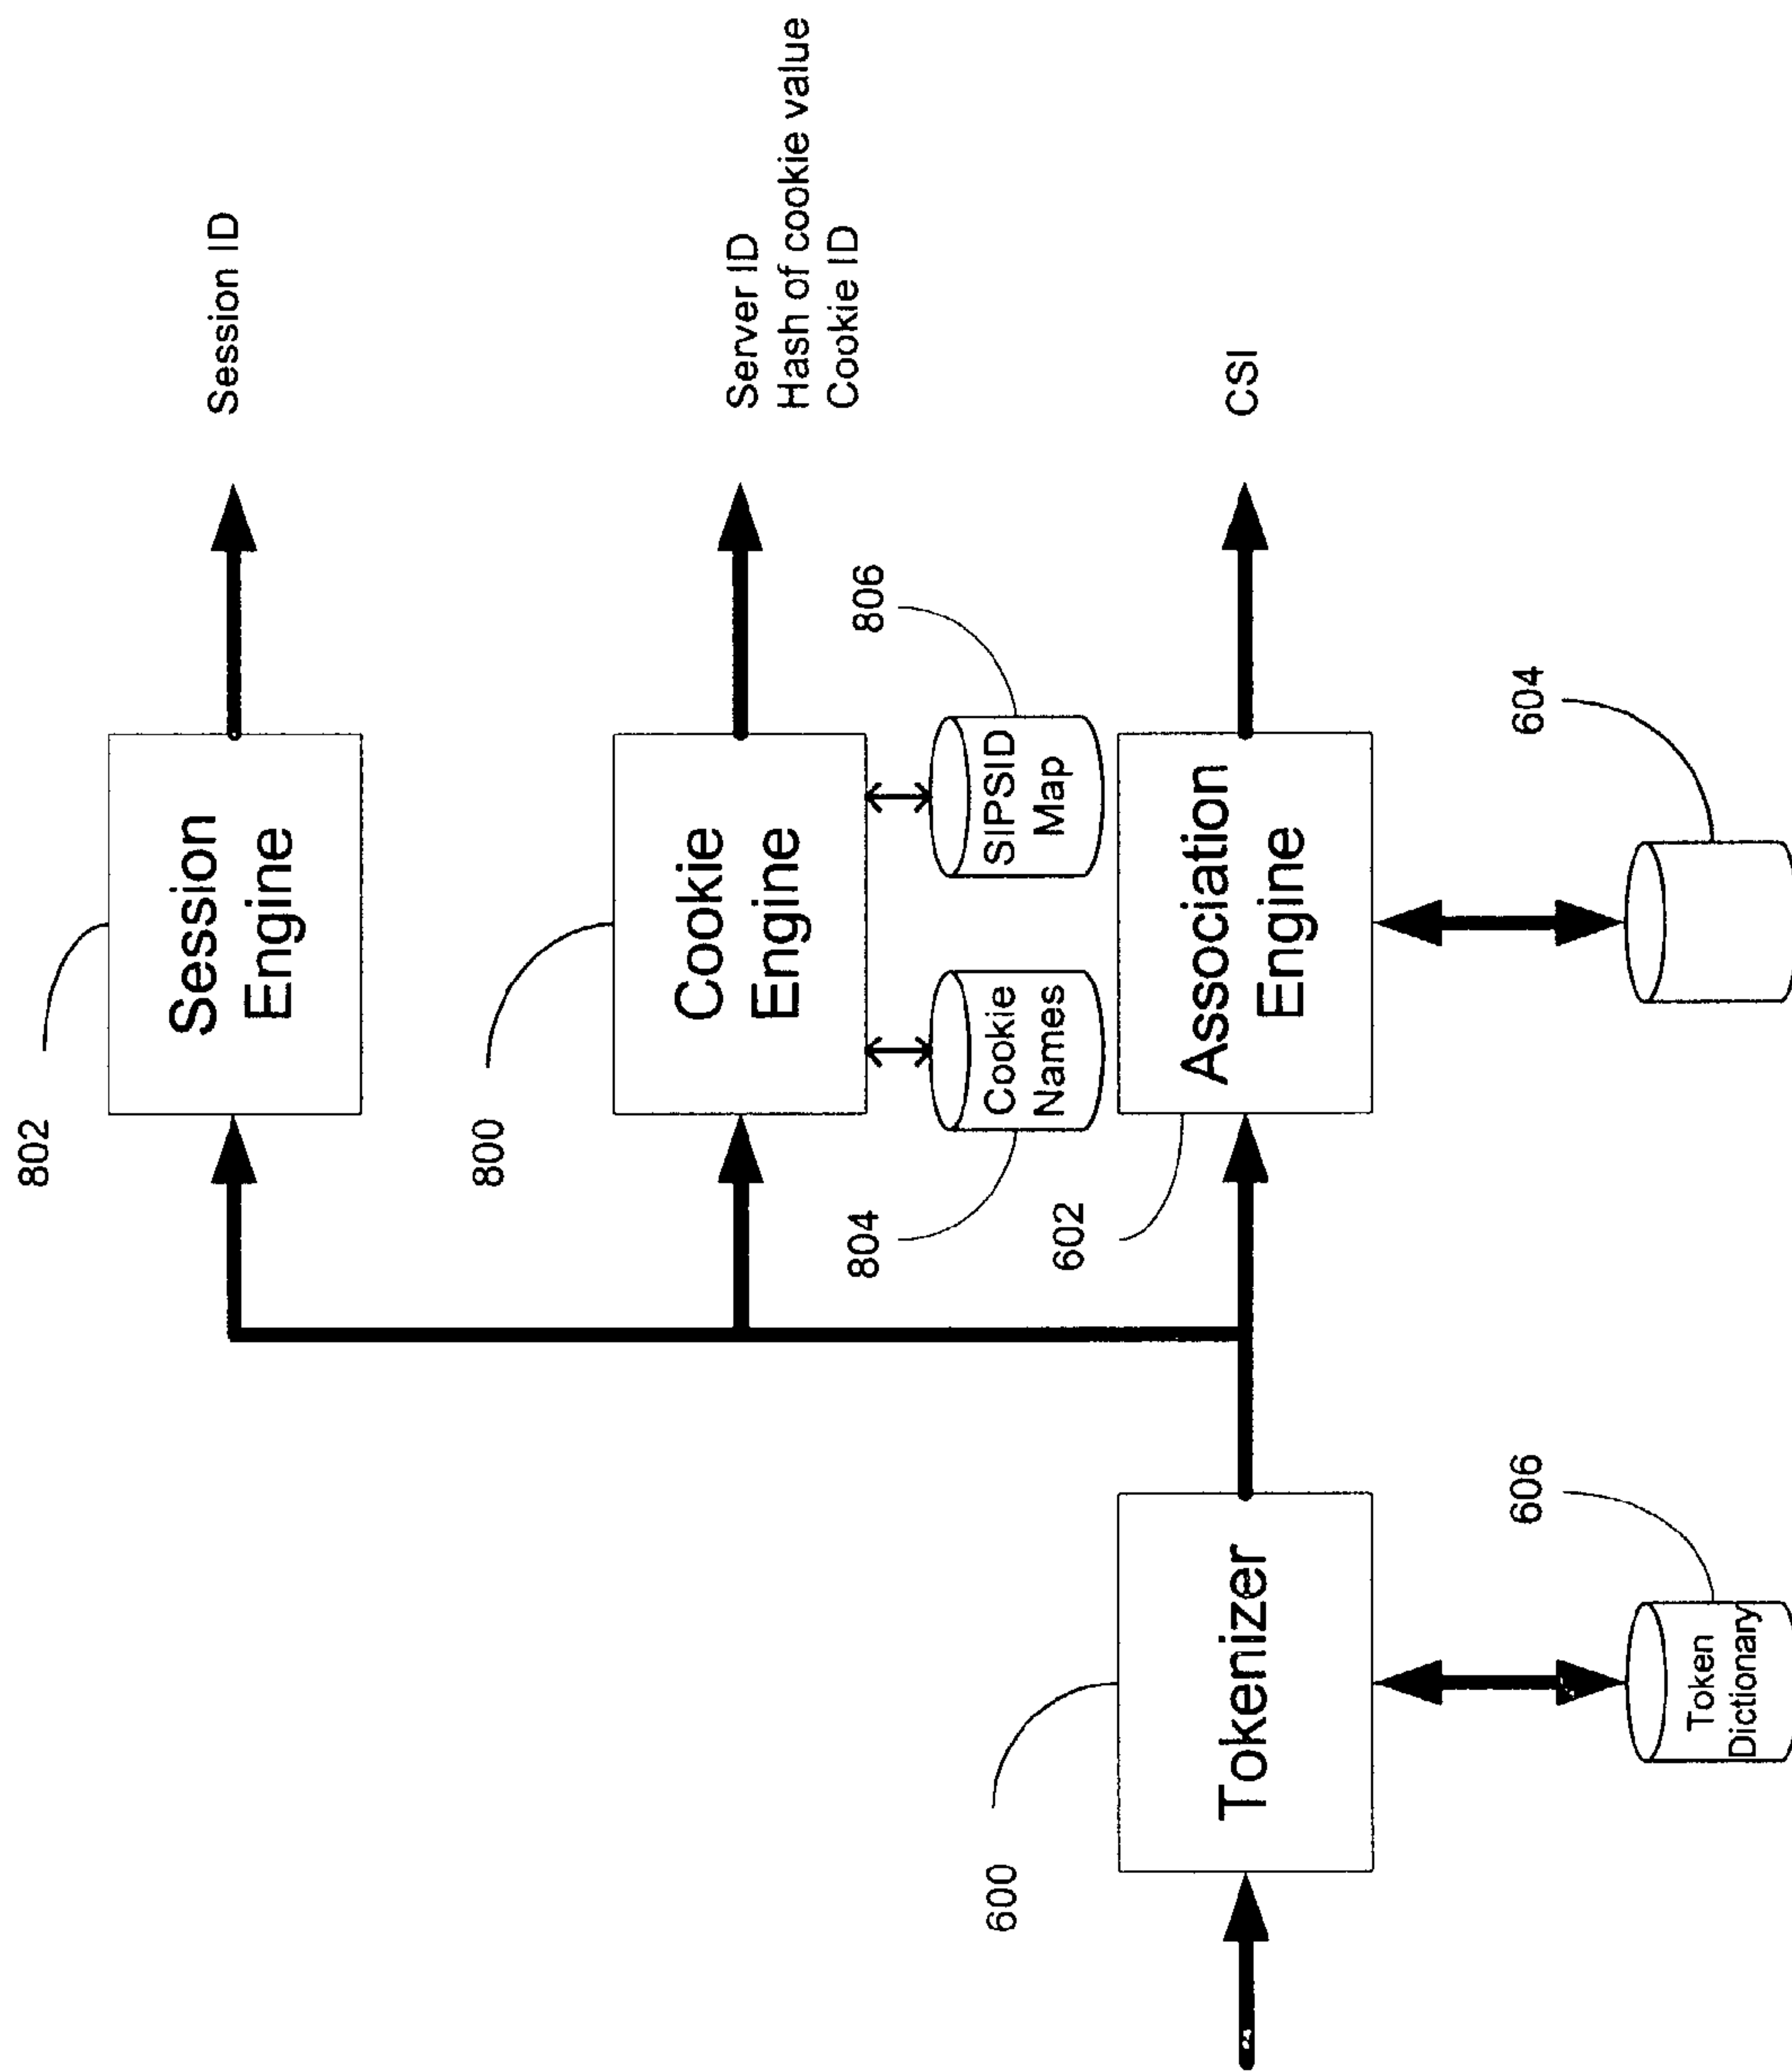 802
Session
Engine
Session ID
800
Cookie
Engine
Server ID
Hash of cookie value
Cookie ID
804
Cookie
Names
SIPSID
Map
806
602
Association
Engine
CSI
604
600
Tokenizer
606
Token
Dictionary